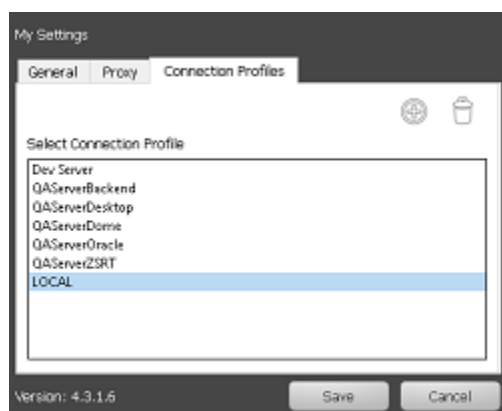 My Settings
General Proxy Connection Profiles
Select Connection Profile
Dev Server
QAServerBackend
QAServerDesktop
QAServerDome
QAServerOracle
QAServerZSRT
LOCAL
Version: 4.3.1.6 Save Cancel